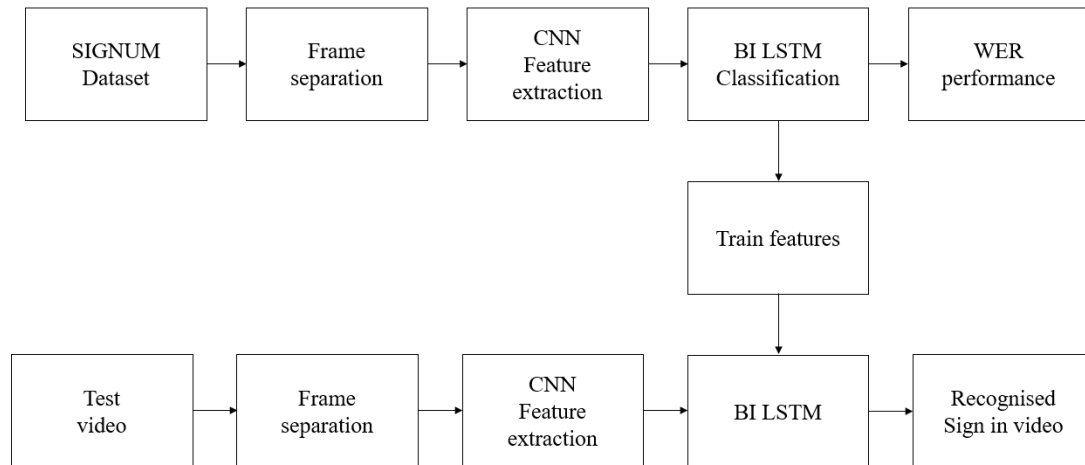 SIGNUM
Dataset
Frame
separation
CNN
Feature
extraction
BI LSTM
Classification
WER
performance
Train features
Test
video
Frame
separation
CNN
Feature
extraction
BI LSTM
Recognised
Sign in video